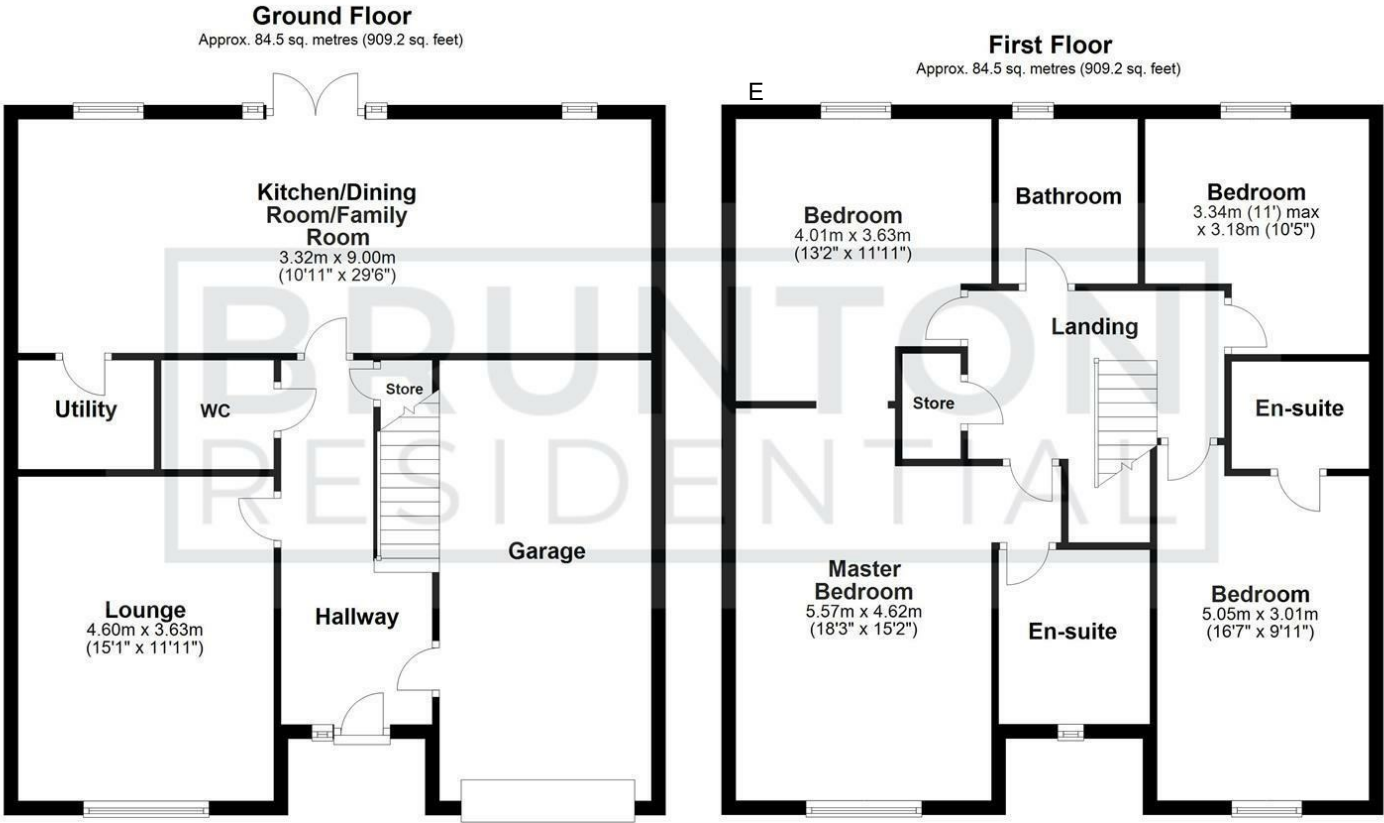 Ground Floor
Approx. 84.5 sq. metres (909.2 sq. feet)
Kitchen/Dining
Room/Family
Room
3.32m x 9.00m
(10'11" x 29'6")
Utility
WC
Store
Lounge
4.60m x 3.63m
(15'1" x 11'11")
Hallway
Garage
First Floor
Approx. 84.5 sq. metres (909.2 sq. feet)
E
Bedroom
4.01m x 3.63m
(13'2" x 11'11")
Bathroom
Bedroom
3.34m (11') max
x 3.18m (10'5")
Landing
Store
En-suite
Master
Bedroom
5.57m x 4.62m
(18'3" x 15'2")
En-suite
Bedroom
5.05m x 3.01m
(16'7" x 9'11")
BRUNTON
RESIDENTIAL